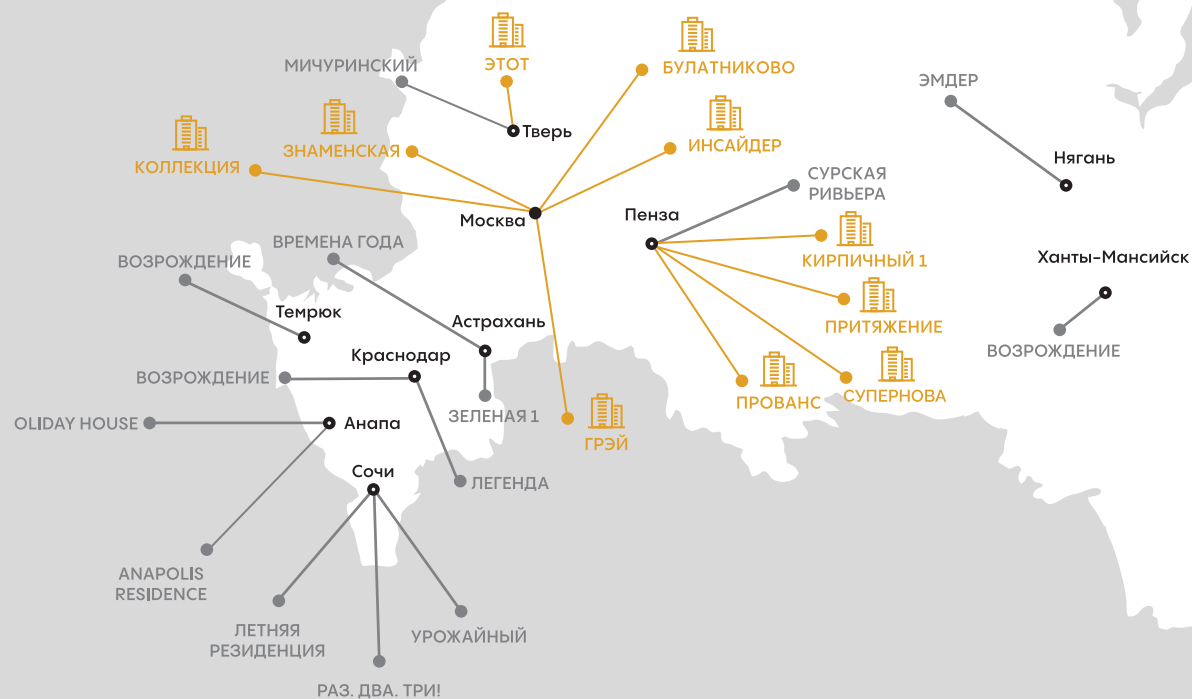 ЭТОТ
БУЛАТНИКОВО
МИЧУРИНСКИЙ
ЭМДЕР
Тверь
ЗНАМЕНСКАЯ
ИНСАЙДЕР
КОЛЛЕКЦИЯ
Нягань
СУРСКАЯ
РИВЬЕРА
Москва
Пенза
ВРЕМЕНА ГОДА
КИРПИЧНЫЙ 1
ВОЗРОЖДЕНИЕ
Ханты-Мансийск
Темрюк
Астрахань
ПРИТЯЖЕНИЕ
Краснодар
ВОЗРОЖДЕНИЕ
ВОЗРОЖДЕНИЕ
ПРОВАНС
СУПЕРНОВА
ЗЕЛЕНАЯ 1
OLIDAY HOUSE
Анапа
ГРЭЙ
Сочи
ЛЕГЕНДА
ANAPOLIS
RESIDENCE
ЛЕТНЯЯ
РЕЗИДЕНЦИЯ
УРОЖАЙНЫЙ
РАЗ. ДВА. ТРИ!